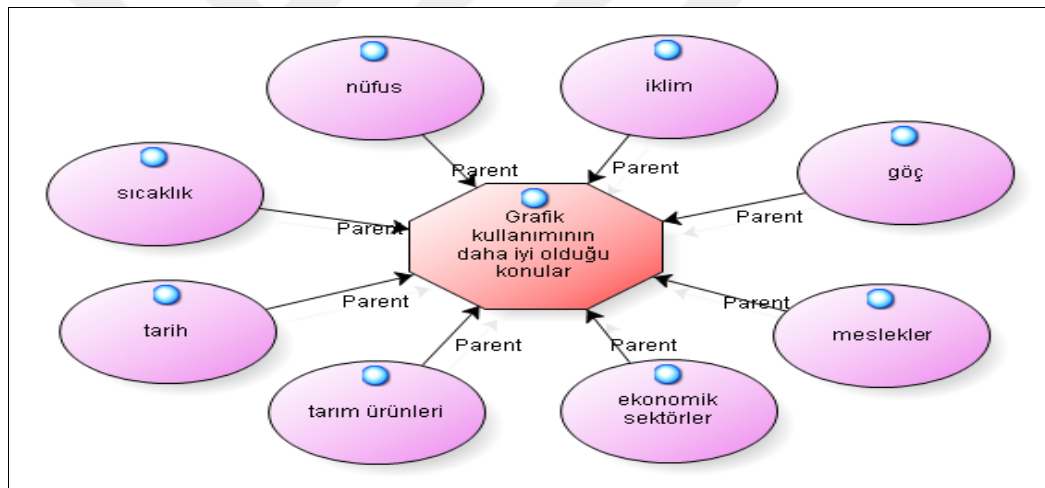 nüfus
iklim
sıcaklık
göç
Parent
Parent
Parent
Parent
Grafik
kullanımının
daha iyi olduğu
konular
tarih
Parent
Parent
meslekler
Parent
Parent
tarım ürünleri
ekonomik
sektörler